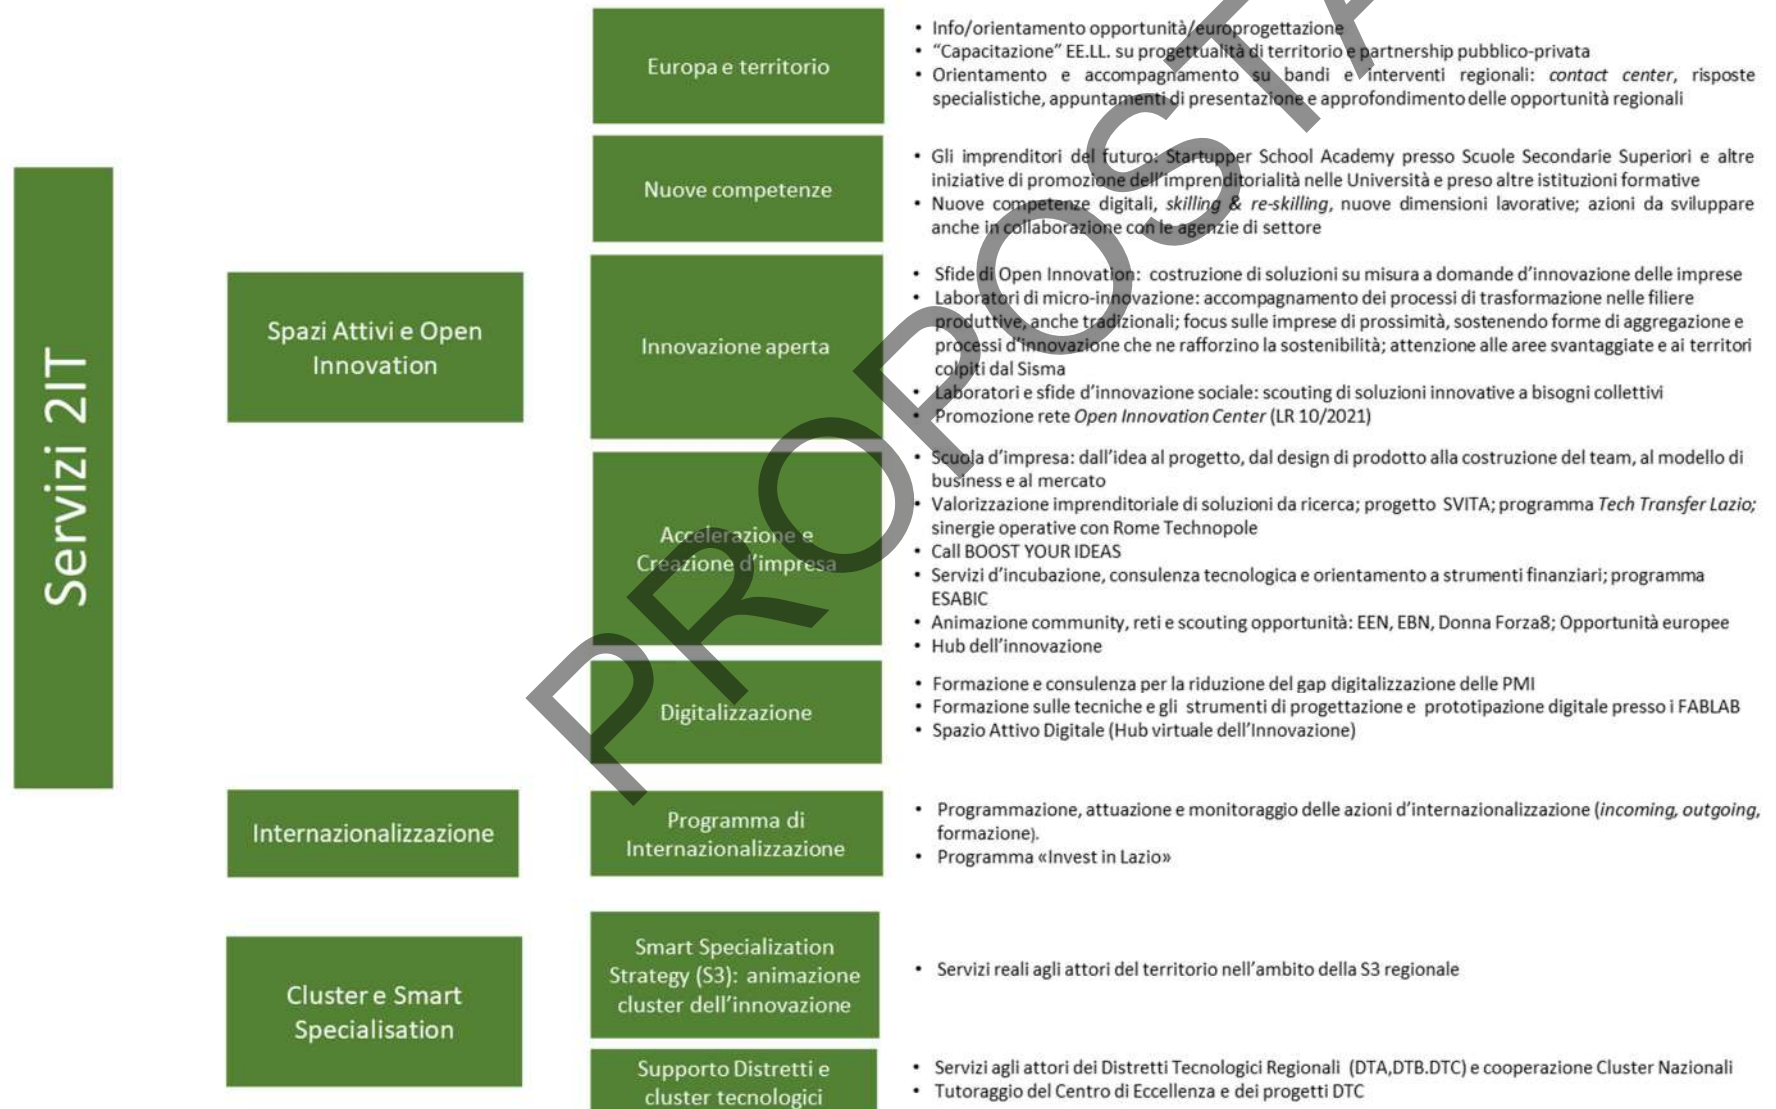 Servizi 2IT
Spazi Attivi e Open
Innovation
Europa e territorio
• Info/orientamento opportunità/europrogettazione
• “Capacitazione” EE.LL. su progettualità di territorio e partnership pubblico-privata
• Orientamento e accompagnamento su bandi e interventi regionali: contact center, risposte
specialistiche, appuntamenti di presentazione e approfondimento delle opportunità regionali
Nuove competenze
• Gli imprenditori del futuro: Startupper School Academy presso Scuole Secondarie Superiori e altre
iniziative di promozione dell’imprenditorialità nelle Università e preso altre istituzioni formative
• Nuove competenze digitali, skilling & re-skilling, nuove dimensioni lavorative; azioni da sviluppare
anche in collaborazione con le agenzie di settore
Innovazione aperta
• Sfide di Open Innovation: costruzione di soluzioni su misura a domande d’innovazione delle imprese
• Laboratori di micro-innovazione: accompagnamento dei processi di trasformazione nelle filiere
produttive, anche tradizionali; focus sulle imprese di prossimità, sostenendo forme di aggregazione e
processi d’innovazione che ne rafforzino la sostenibilità; attenzione alle aree svantaggiate e ai territori
colpiti dal Sisma
• Laboratori e sfide d’innovazione sociale: scouting di soluzioni innovative a bisogni collettivi
• Promozione rete Open Innovation Center (LR 10/2021)
Accelerazione e
Creazione d’impresa
• Scuola d’impresa: dall’idea al progetto, dal design di prodotto alla costruzione del team, al modello di
business e al mercato
• Valorizzazione imprenditoriale di soluzioni da ricerca; progetto SVITA; programma Tech Transfer Lazio;
sinergie operative con Rome Technopole
• Call BOOST YOUR IDEAS
• Servizi d’incubazione, consulenza tecnologica e orientamento a strumenti finanziari; programma
ESABIC
• Animazione community, reti e scouting opportunità: EEN, EBN, Donna Forza8; Opportunità europee
• Hub dell’innovazione
Digitalizzazione
• Formazione e consulenza per la riduzione del gap digitalizzazione delle PMI
• Formazione sulle tecniche e gli strumenti di progettazione e prototipazione digitale presso i FABLAB
• Spazio Attivo Digitale (Hub virtuale dell’Innovazione)
Internazionalizzazione
Programma di
Internazionalizzazione
• Programmazione, attuazione e monitoraggio delle azioni d’internazionalizzazione (incoming, outgoing,
formazione).
• Programma «Invest in Lazio»
Cluster e Smart
Specialisation
Smart Specialization
Strategy (S3): animazione
cluster dell’innovazione
• Servizi reali agli attori del territorio nell’ambito della S3 regionale
Supporto Distretti e
cluster tecnologici
• Servizi agli attori dei Distretti Tecnologici Regionali (DTA,DTB.DTC) e cooperazione Cluster Nazionali
• Tutoraggio del Centro di Eccellenza e dei progetti DTC
PROPOSTA